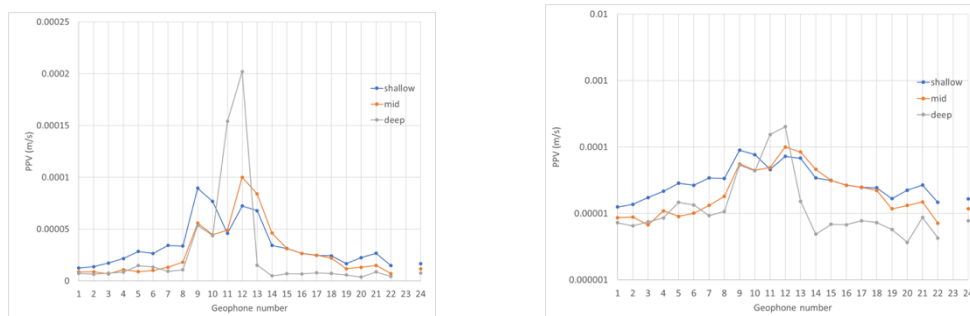 0.00025
0.0002
0.00015
0.0001
0.00005
0
PPV (m/s)
shallow
mid
deep
1 2 3 4 5 6 7 8 9 10 11 12 13 14 15 16 17 18 19 20 21 22 23 24
Geophone number
0.01
0.001
0.0001
0.00001
0.000001
PPV (m/s)
shallow
mid
deep
1 2 3 4 5 6 7 8 9 10 11 12 13 14 15 16 17 18 19 20 21 22 23 24
Geophone number